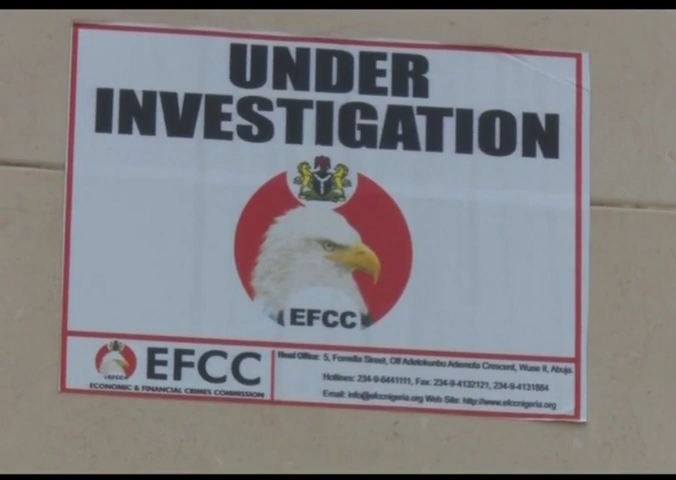 UNDER
INVESTIGATION
EFCC
EFCC
EFCC
ECONOMIC & FINANCIAL CRIMES COMMISSION
Head Office: 5, Fomella Street, Off Adetokunbo Ademola Crescent, Wuse II, Abuja
Hotlines: 234-9-6441111, Fax: 234-9-4132121, 234-9-4131884
Email: info@efccnigeria.org Web Site: http://www.efccnigeria.org